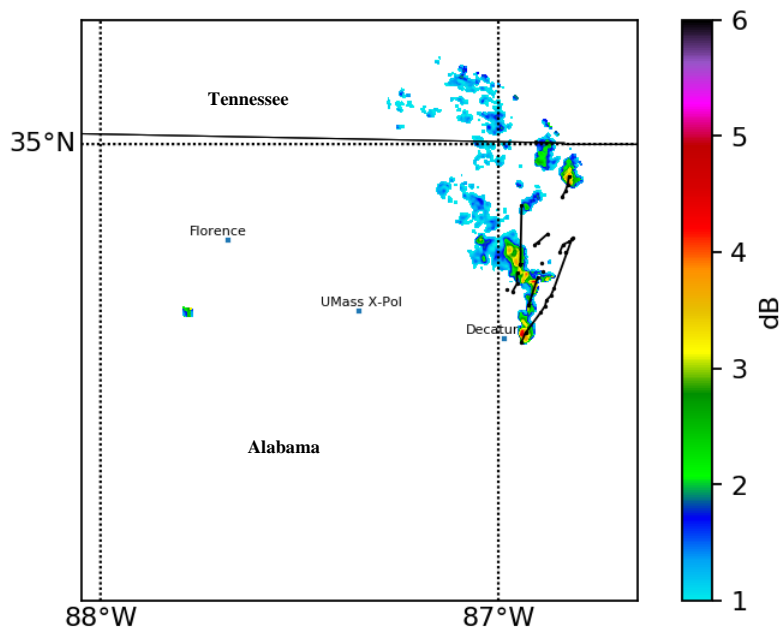 6
Tennessee
35°N
5
Florence
4
UMass X-Pol
dB
Decatur
3
Alabama
2
88°W
87°W
1